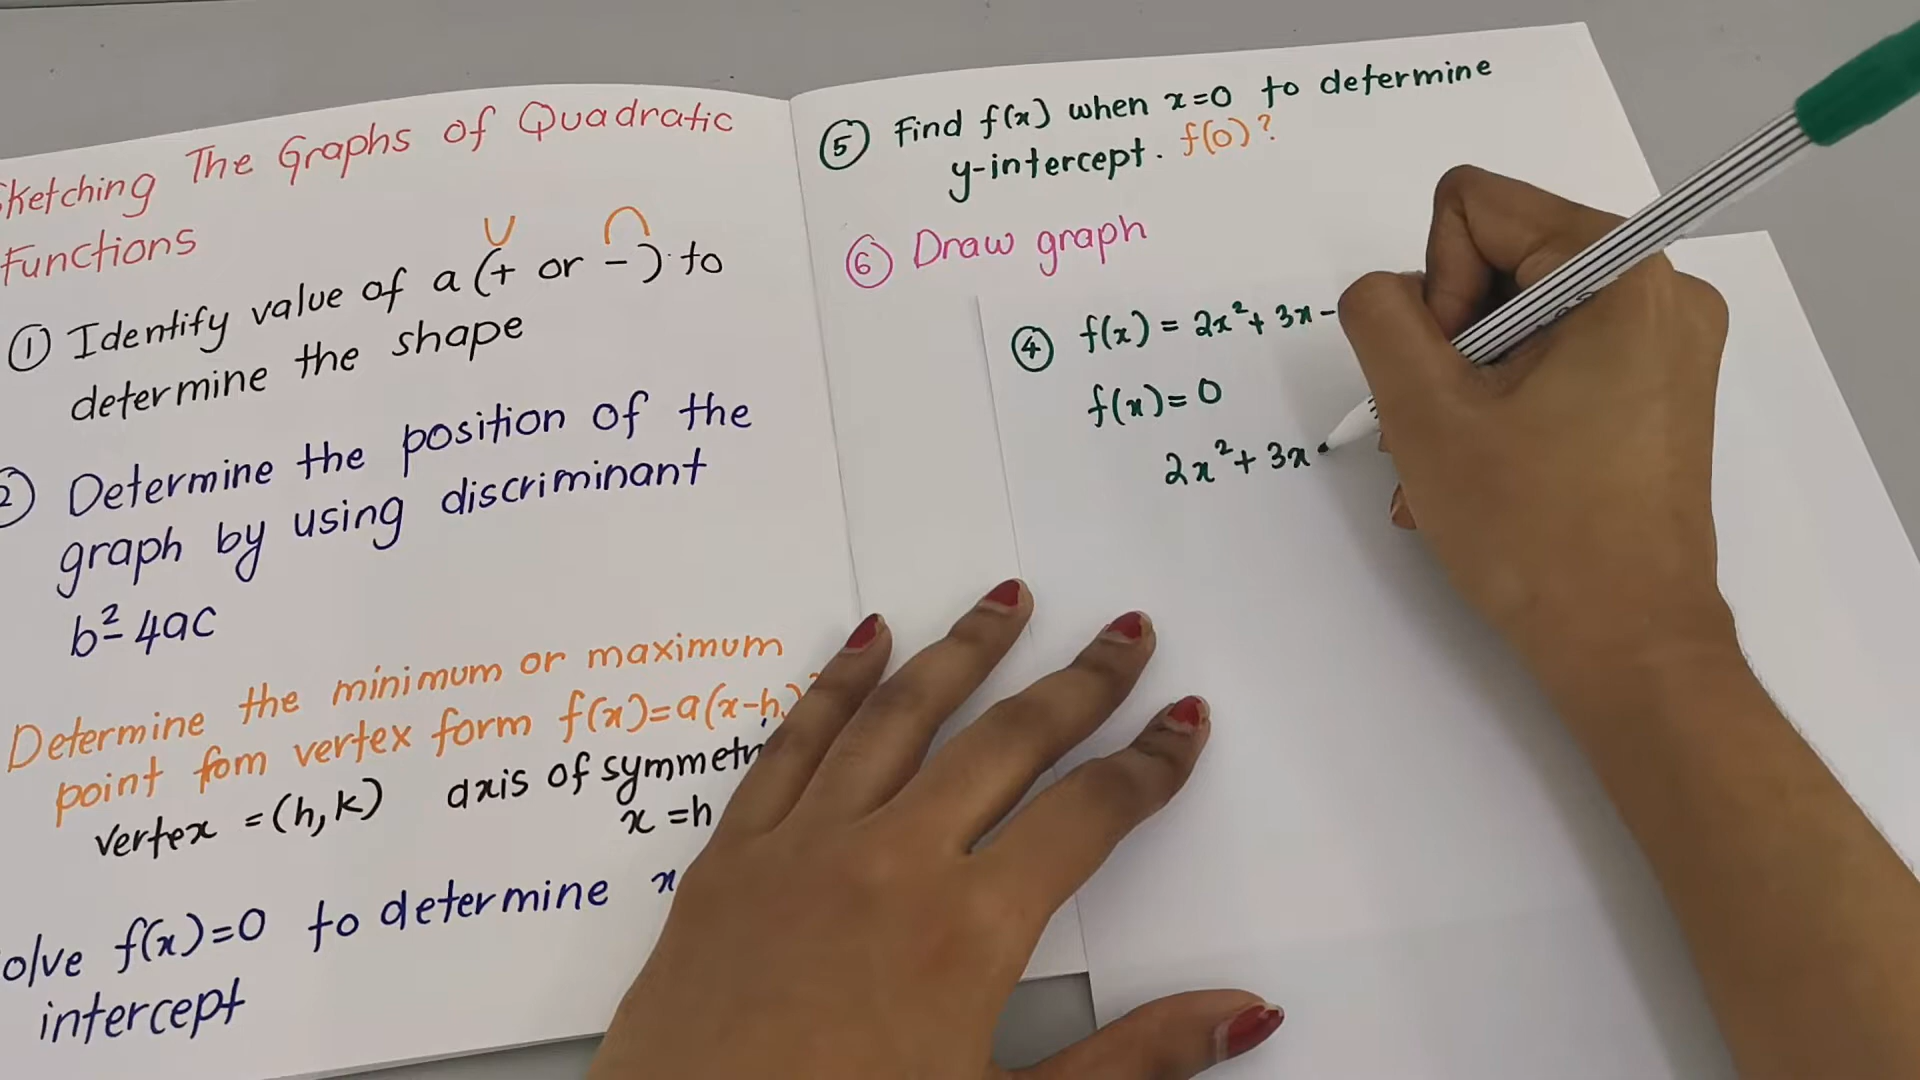 Sketching The Graphs of Quadratic
Functions
① Identify value of a (+ or -) to
determine the shape
② Determine the position of the
graph by using discriminant
b²-4ac
Determine the minimum or maximum
point fom vertex form f(x)=a(x-h)
vertex = (h,k) axis of symmetr
x = h
olve f(x)=0 to determine x
intercept
⑤ Find f(x) when x=0 to determine
y-intercept. f(0)?
⑥ Draw graph
④ f(x) = 2x²+ 3x -
f(x)= 0
2x²+ 3x